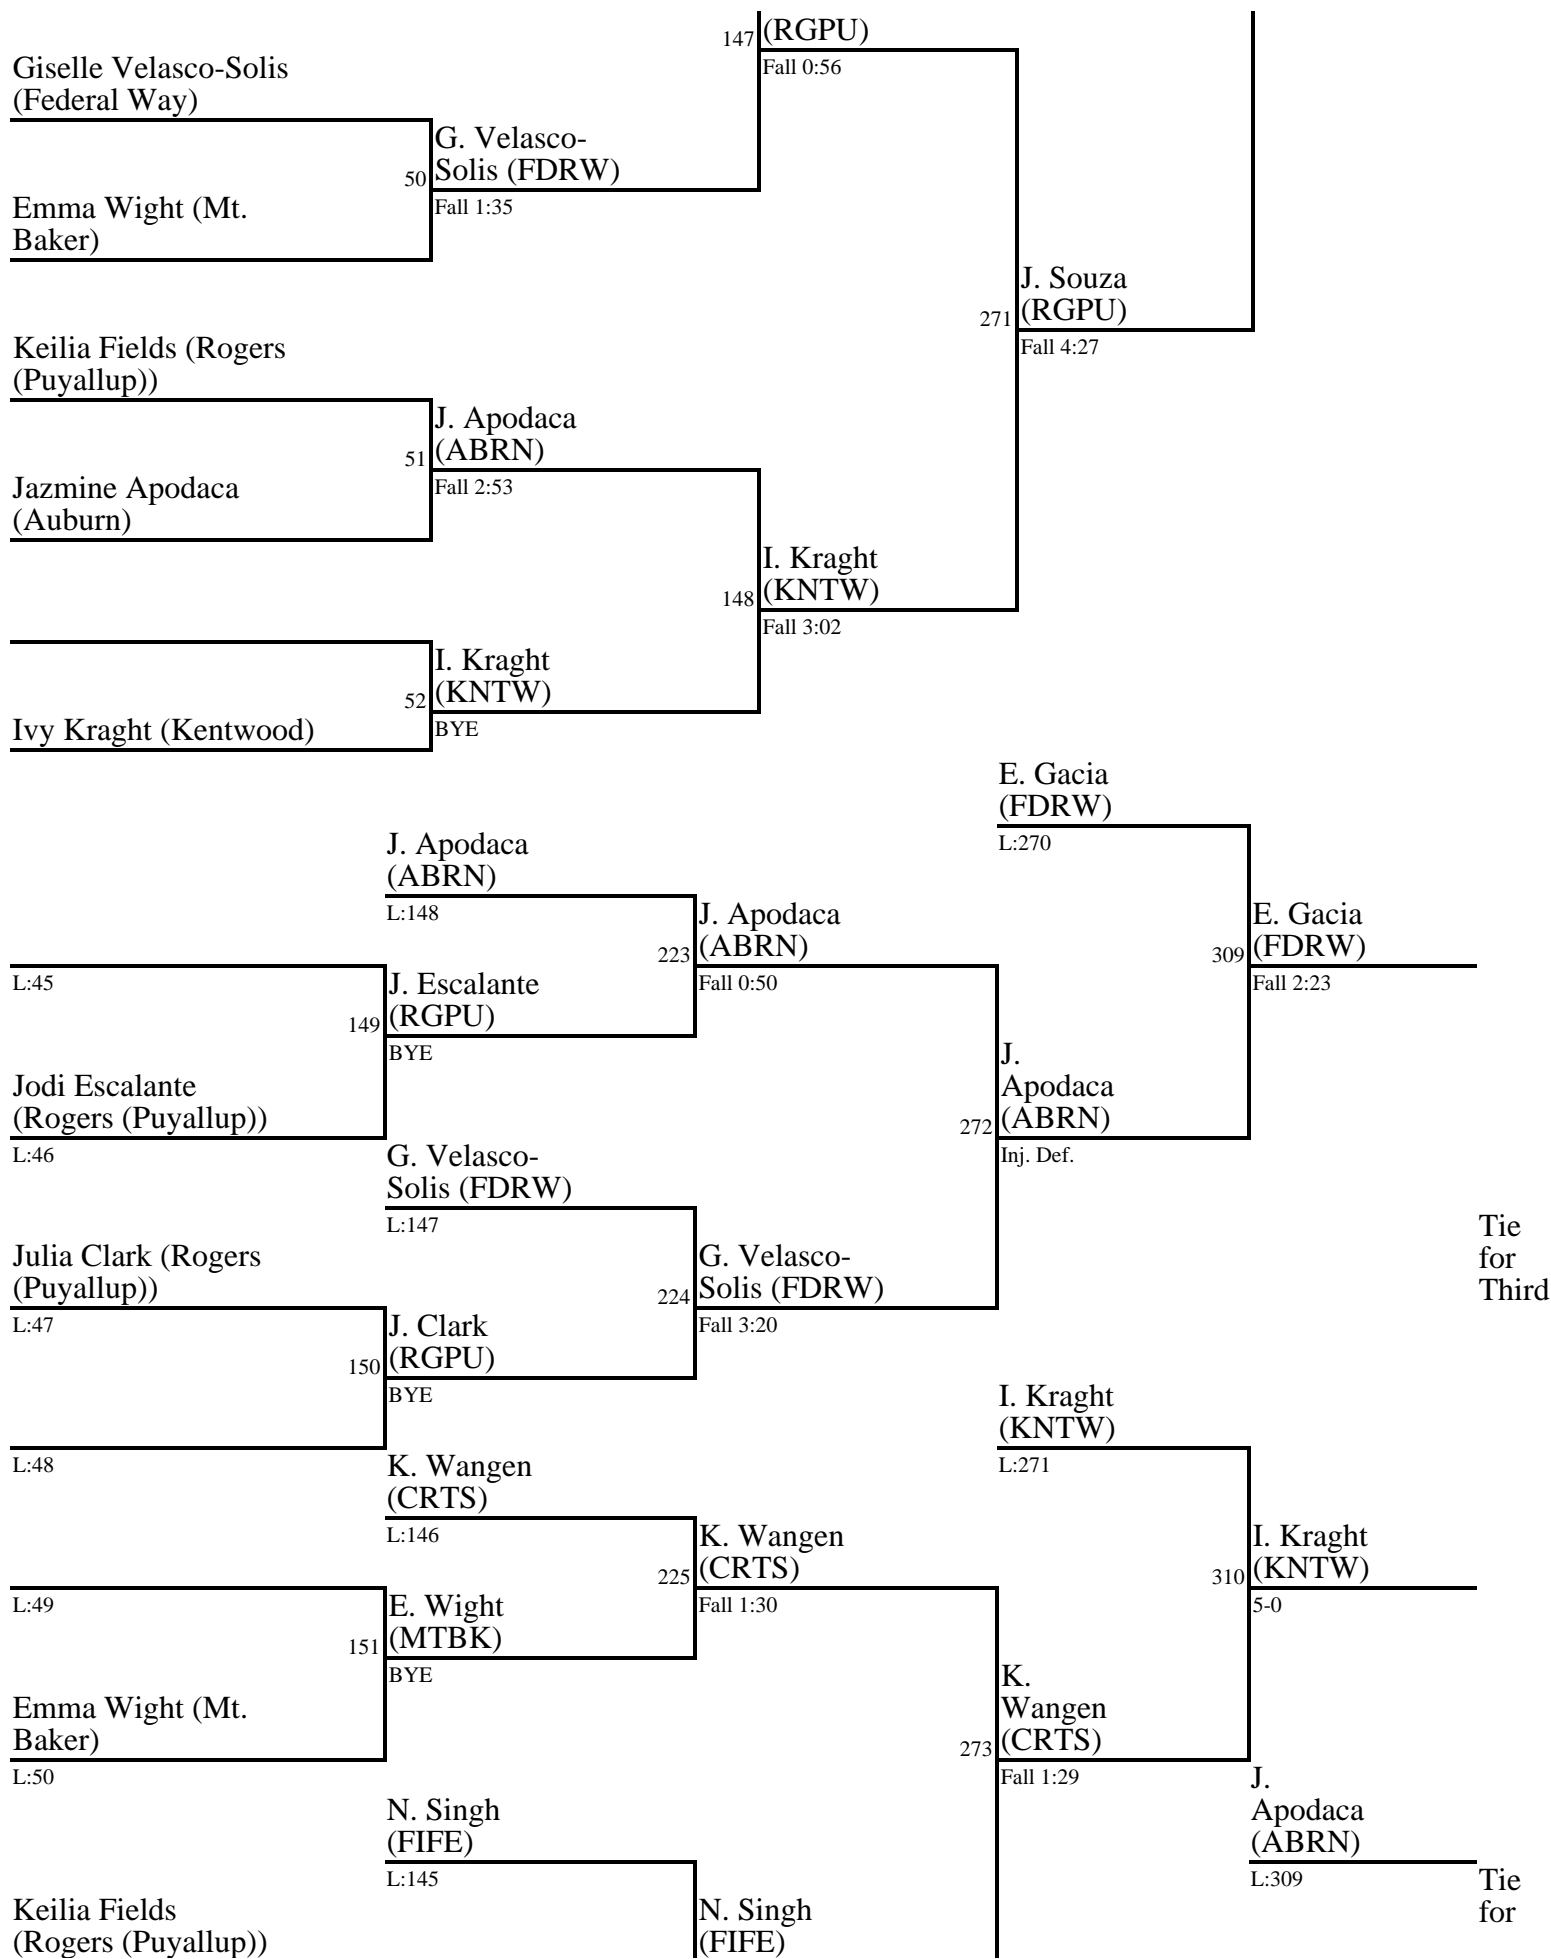 147
(RGPU)
Fall 0:56
Giselle Velasco-Solis
(Federal Way)
50
G. Velasco-
Solis (FDRW)
Fall 1:35
Emma Wight (Mt.
Baker)
271
J. Souza
(RGPU)
Fall 4:27
Keilia Fields (Rogers
(Puyallup))
51
J. Apodaca
(ABRN)
Fall 2:53
Jazmine Apodaca
(Auburn)
148
I. Kraght
(KNTW)
Fall 3:02
52
I. Kraght
(KNTW)
BYE
Ivy Kraght (Kentwood)
E. Gacia
(FDRW)
L:270
J. Apodaca
(ABRN)
L:148
223
J. Apodaca
(ABRN)
Fall 0:50
309
E. Gacia
(FDRW)
Fall 2:23
L:45
149
J. Escalante
(RGPU)
BYE
Jodi Escalante
(Rogers (Puyallup))
L:46
272
J.
Apodaca
(ABRN)
Inj. Def.
G. Velasco-
Solis (FDRW)
L:147
Tie
for
Third
Julia Clark (Rogers
(Puyallup))
L:47
224
G. Velasco-
Solis (FDRW)
Fall 3:20
150
J. Clark
(RGPU)
BYE
L:48
I. Kraght
(KNTW)
L:271
K. Wangen
(CRTS)
L:146
225
K. Wangen
(CRTS)
Fall 1:30
310
I. Kraght
(KNTW)
5-0
L:49
151
E. Wight
(MTBK)
BYE
Emma Wight (Mt.
Baker)
L:50
273
K.
Wangen
(CRTS)
Fall 1:29
J.
Apodaca
(ABRN)
L:309
N. Singh
(FIFE)
L:145
Tie
for
Keilia Fields
(Rogers (Puyallup))
N. Singh
(FIFE)